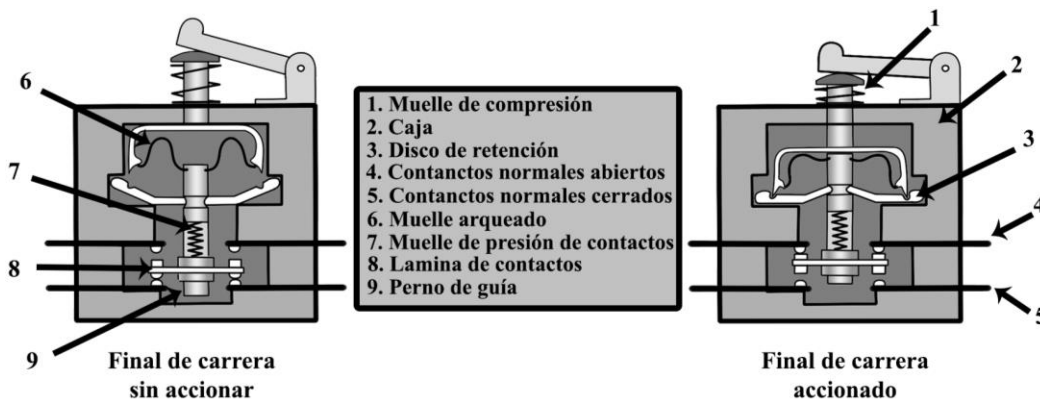 6
7
8
9
Final de carrera
sin accionar
1. Muelle de compresión
2. Caja
3. Disco de retención
4. Contanctos normales abiertos
5. Contanctos normales cerrados
6. Muelle arqueado
7. Muelle de presión de contactos
8. Lamina de contactos
9. Perno de guía
1
2
3
4
5
Final de carrera
accionado